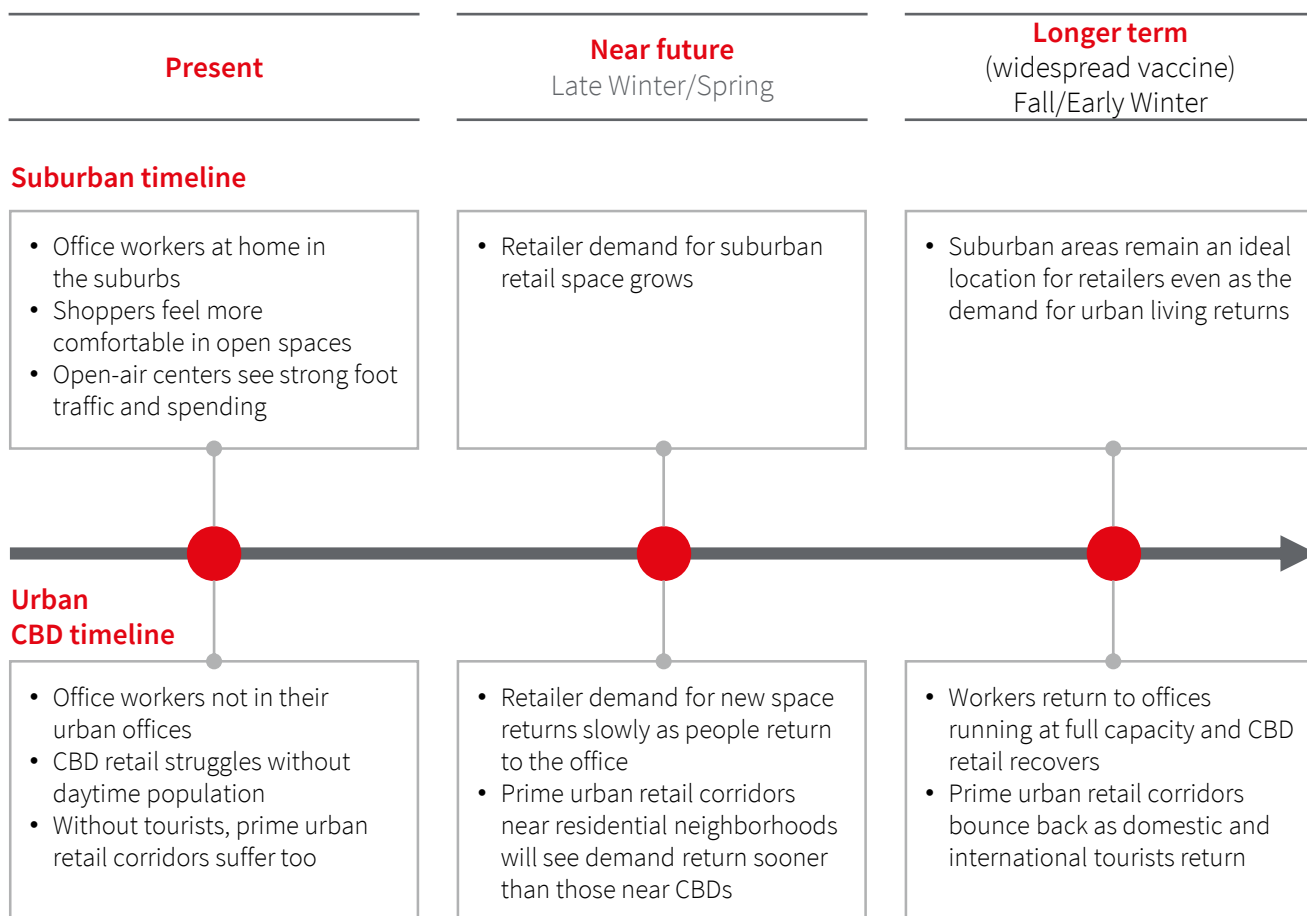 Present
Near future
Late Winter/Spring
Longer term
(widespread vaccine)
Fall/Early Winter
Suburban timeline
• Office workers at home in
the suburbs
• Shoppers feel more
comfortable in open spaces
• Open-air centers see strong foot
traffic and spending
• Retailer demand for suburban
retail space grows
• Suburban areas remain an ideal
location for retailers even as the
demand for urban living returns
Urban
CBD timeline
• Office workers not in their
urban offices
• CBD retail struggles without
daytime population
• Without tourists, prime urban
retail corridors suffer too
• Retailer demand for new space
returns slowly as people return
to the office
• Prime urban retail corridors
near residential neighborhoods
will see demand return sooner
than those near CBDs
• Workers return to offices
running at full capacity and CBD
retail recovers
• Prime urban retail corridors
bounce back as domestic and
international tourists return